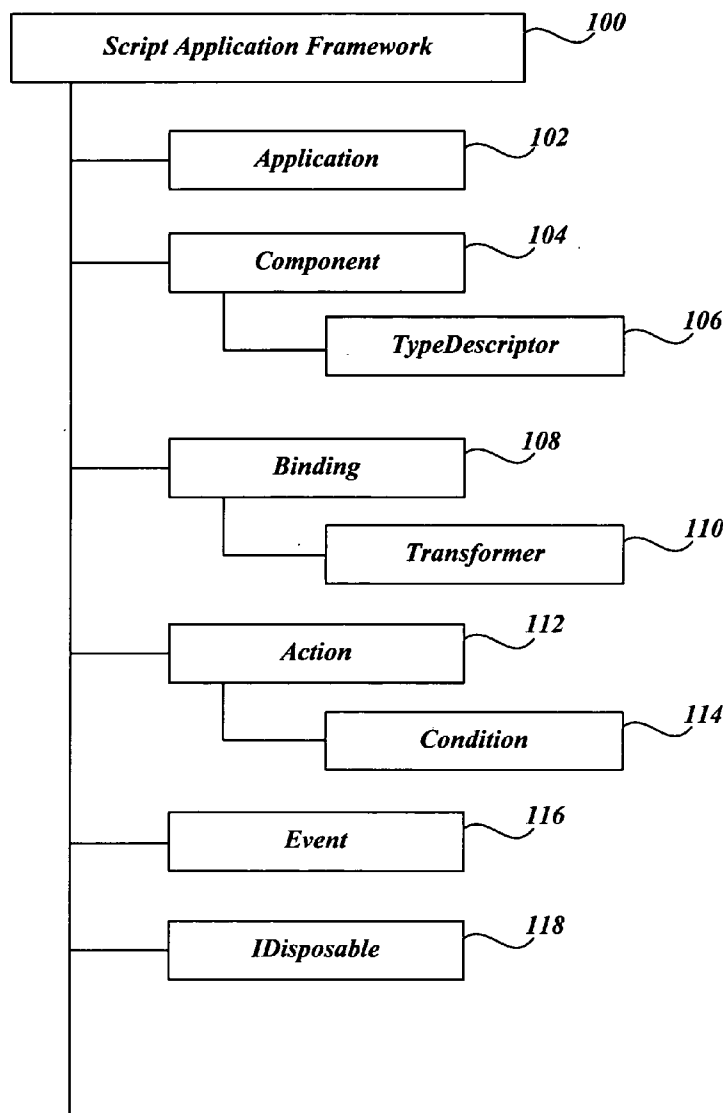 Script Application Framework
100
Application
102
Component
104
TypeDescriptor
106
Binding
108
Transformer
110
Action
112
Condition
114
Event
116
IDisposable
118